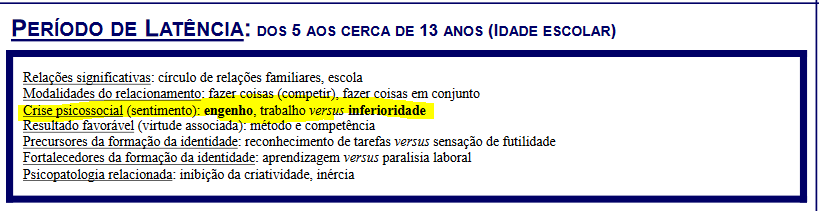 PERÍODO DE LATÊNCIA: DOS 5 AOS CERCA DE 13 ANOS (IDADE ESCOLAR)
Relações significativas: círculo de relações familiares, escola
Modalidades do relacionamento: fazer coisas (competir), fazer coisas em conjunto
Crise psicossocial (sentimento): engenho, trabalho versus inferioridade
Resultado favorável (virtude associada): método e competência
Precursores da formação da identidade: reconhecimento de tarefas versus sensação de futilidade
Fortalecedores da formação da identidade: aprendizagem versus paralisia laboral
Psicopatologia relacionada: inibição da criatividade, inércia